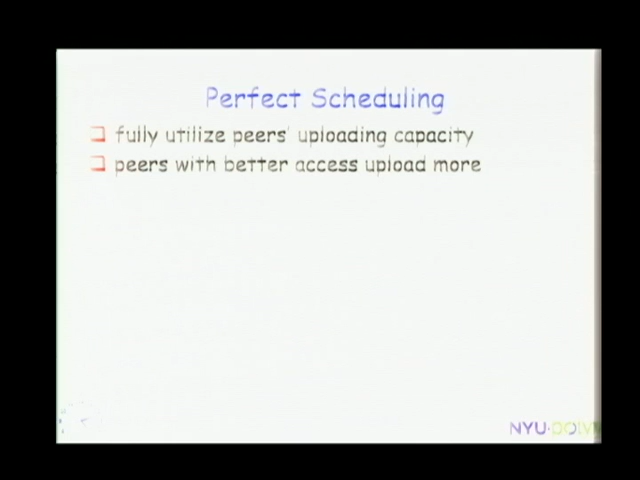 Perfect Scheduling
fully utilize peers' uploading capacity
peers with better access upload more
NYU·POLY